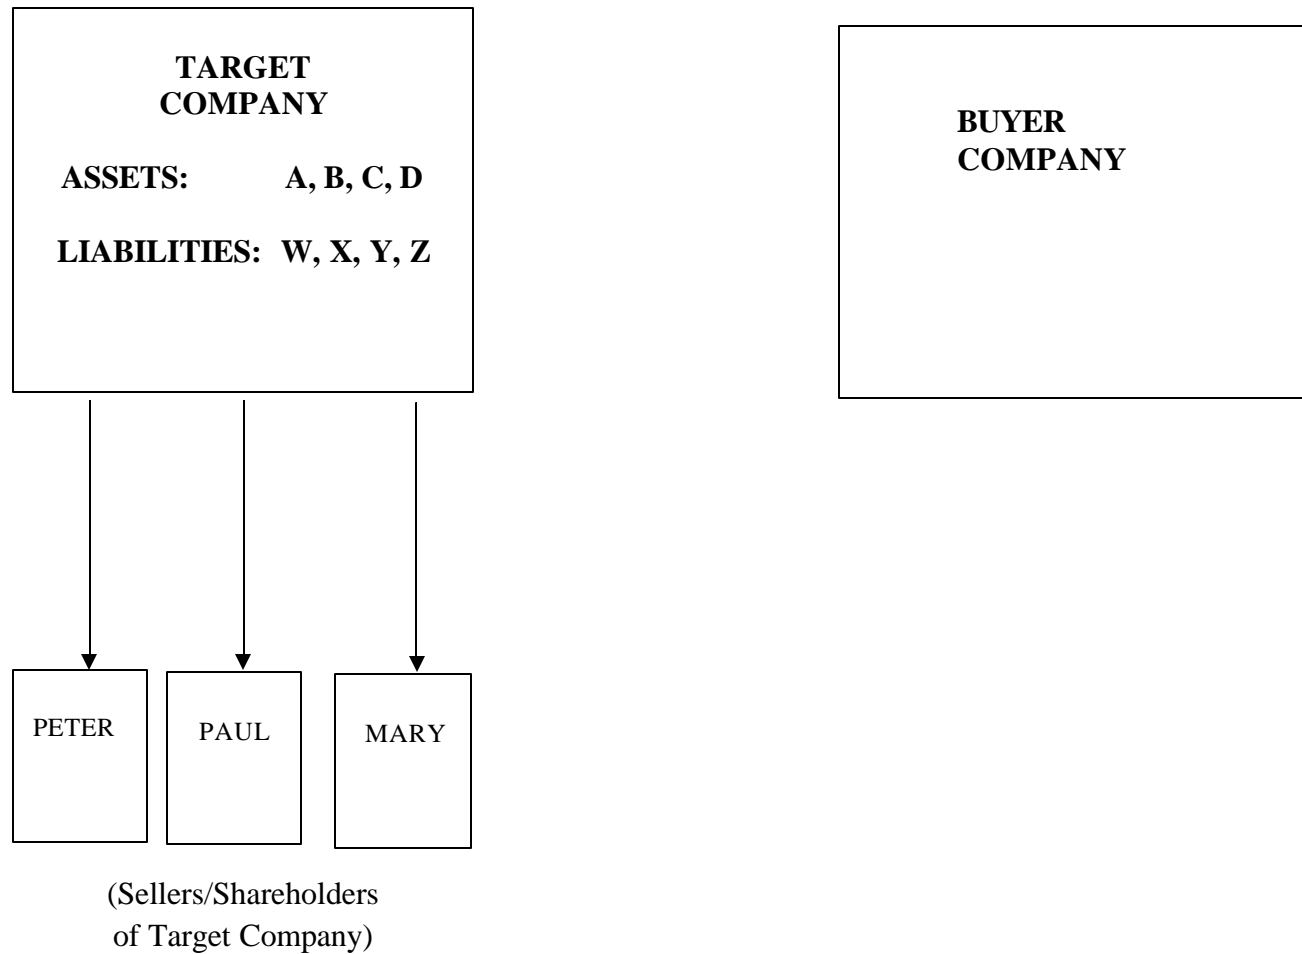 TARGET
COMPANY
ASSETS: A, B, C, D
LIABILITIES: W, X, Y, Z
BUYER
COMPANY
PETER
PAUL
MARY
(Sellers/Shareholders
of Target Company)